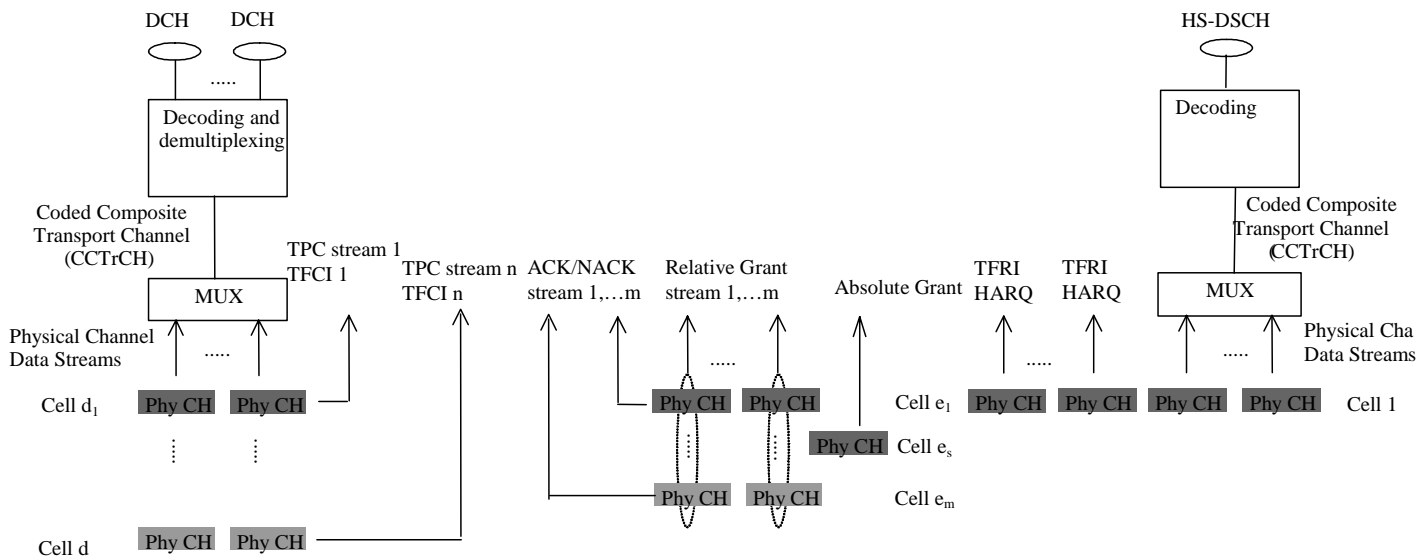 DCH
DCH
HS-DSCH
.....
Decoding and
demultiplexing
Decoding
Coded Composite
Transport Channel
(CCTrCH)
Coded Composite
Transport Channel
(CCTrCH)
TPC stream 1
TFCI 1
TPC stream n
TFCI n
ACK/NACK
stream 1,…m
Relative Grant
stream 1,…m
Absolute Grant
TFRI
HARQ
TFRI
HARQ
MUX
MUX
Physical Channel
Data Streams
.....
.....
.....
Physical Cha
Data Streams
.....
Cell d1
Phy CH
Phy CH
Phy CH
Phy CH
Cell e1
Phy CH
Phy CH
Phy CH
Phy CH
Cell 1
.....
.....
.....
.....
Phy CH
Cell es
Phy CH
Phy CH
Cell em
Cell d
Phy CH
Phy CH